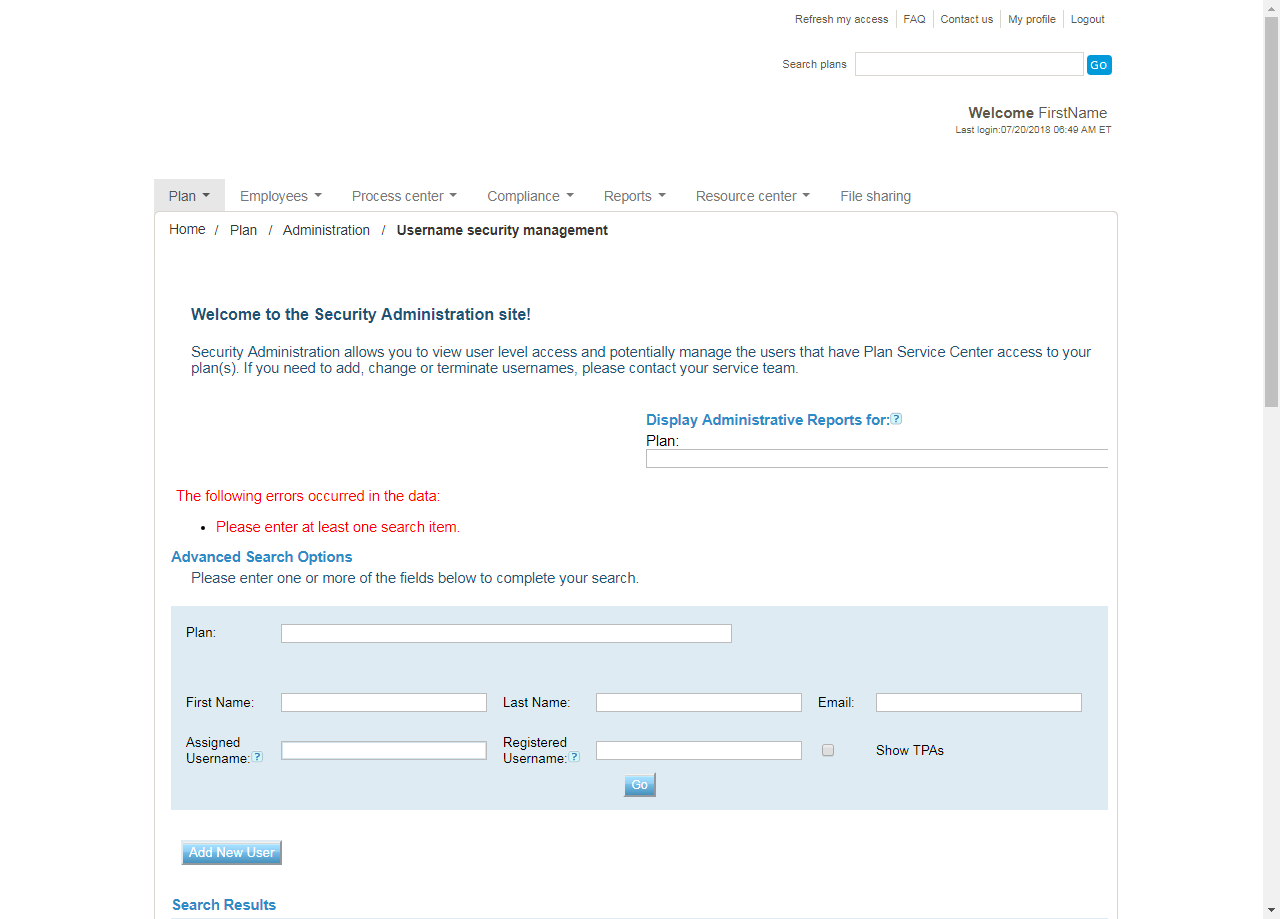 Refresh my access FAQ Contact us My profile Logout
Search plans Go
Welcome FirstName
Last login:07/20/2018 06:49 AM ET
Plan Employees Process center Compliance Reports Resource center File sharing
Home / Plan / Administration / Username security management
Welcome to the Security Administration site!
Security Administration allows you to view user level access and potentially manage the users that have Plan Service Center access to your
plan(s). If you need to add, change or terminate usernames, please contact your service team.
Display Administrative Reports for:?
Plan:
The following errors occurred in the data:
• Please enter at least one search item.
Advanced Search Options
Please enter one or more of the fields below to complete your search.
Plan:
First Name: Last Name: Email:
Assigned
Username:?
Registered
Username:?
Show TPAs
Go
Add New User
Search Results